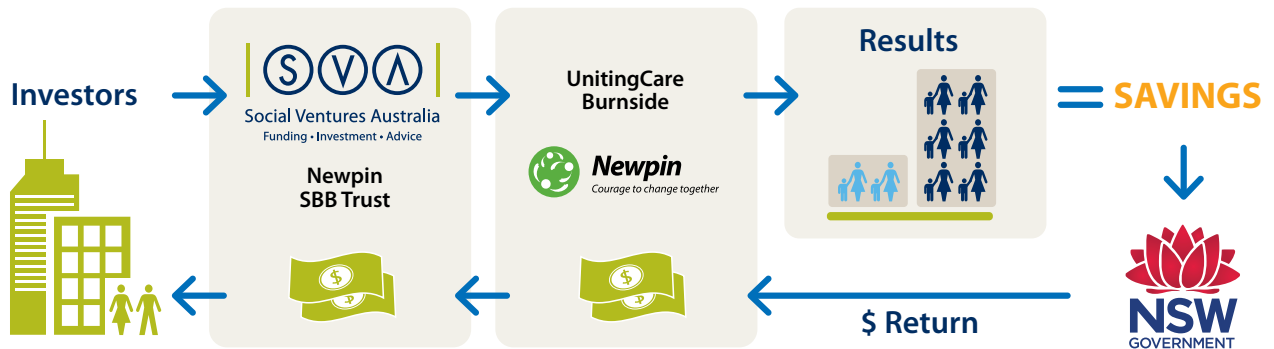 Investors
SVA
Social Ventures Australia
Funding • Investment • Advice
Newpin
SBB Trust
UnitingCare
Burnside
Newpin
Courage to change together
Results
= SAVINGS
$
$
$ Return
NSW
GOVERNMENT